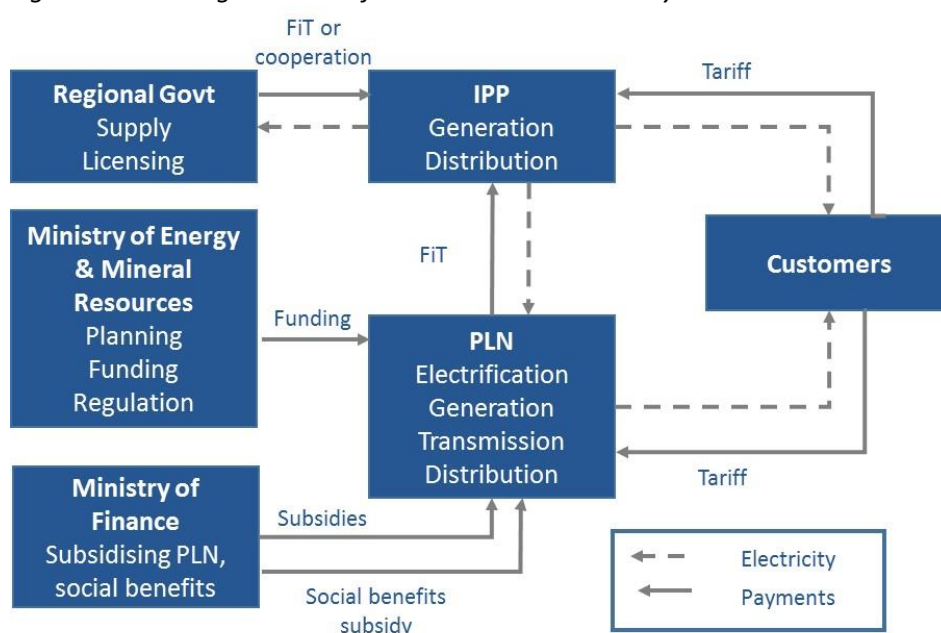 FiT or
cooperation
Regional Govt
Supply
Licensing
IPP
Generation
Distribution
Tariff
Ministry of Energy
& Mineral
Resources
Planning
Funding
Regulation
FiT
Customers
Funding
PLN
Electrification
Generation
Transmission
Distribution
Tariff
Ministry of
Finance
Subsidising PLN,
social benefits
Subsidies
Social benefits
subsidy
Electricity
Payments